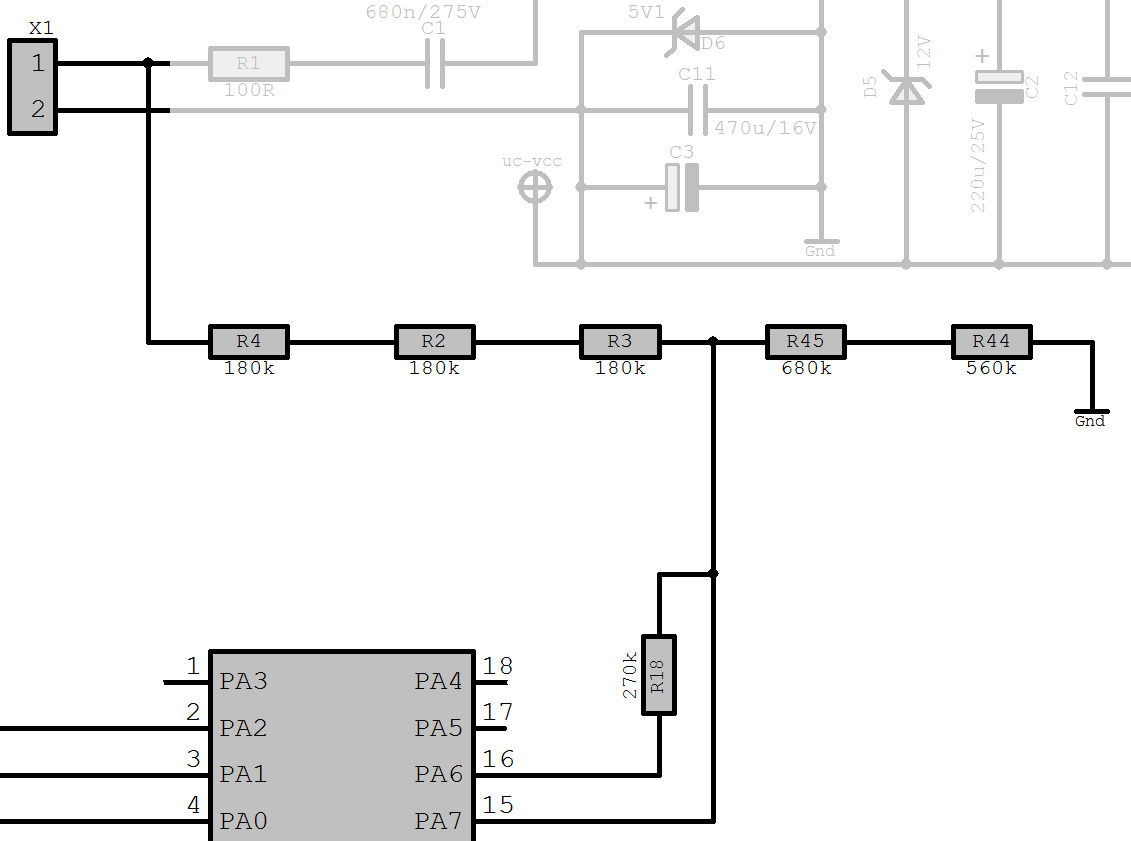 680n/275V
5V1
X1
C1
D6
12V
+
1
R1
C11
D5
C2
C12
100R
2
470u/16V
C3
uc-vcc
220u/25V
+
Gnd
R4
R2
R3
R45
R44
180k
180k
180k
680k
560k
Gnd
270k
R18
1
PA3
PA4
18
2
PA2
PA5
17
3
PA1
PA6
16
4
PA0
PA7
15